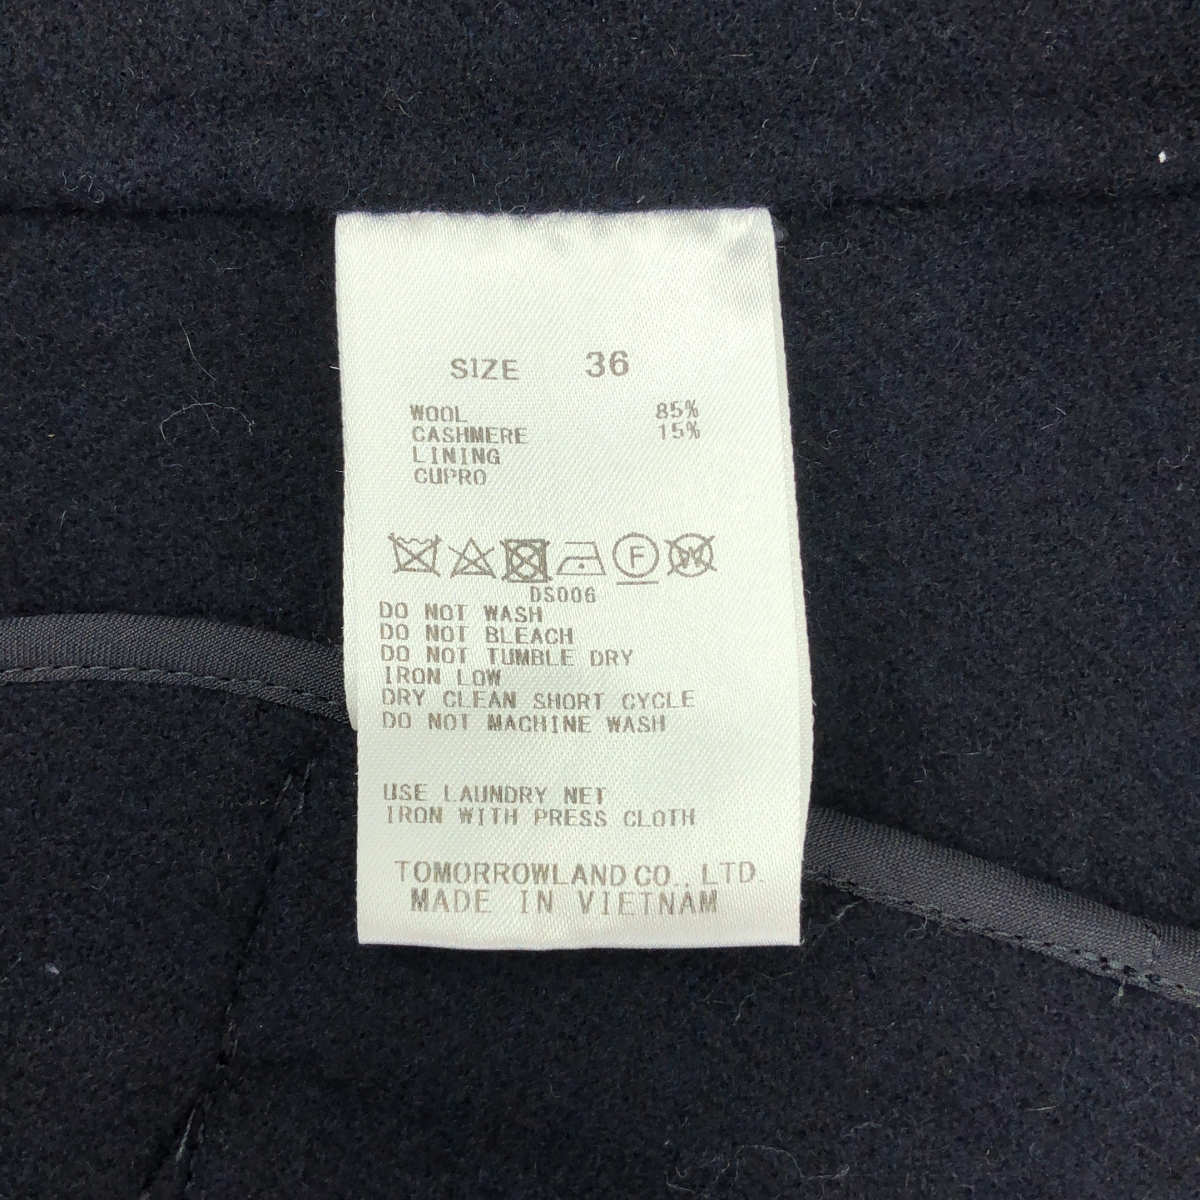 SIZE 36
WOOL 85%
CASHMERE 15%
LINING
CUPRO
F W
DS006
DO NOT WASH
DO NOT BLEACH
DO NOT TUMBLE DRY
IRON LOW
DRY CLEAN SHORT CYCLE
DO NOT MACHINE WASH
USE LAUNDRY NET
IRON WITH PRESS CLOTH
TOMORROWLAND CO., LTD.
MADE IN VIETNAM